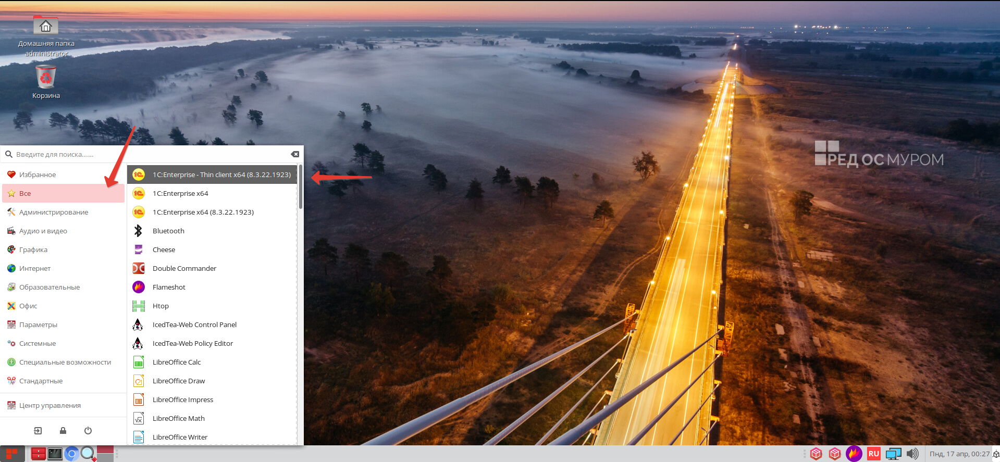 Домашняя папка
administrator
Корзина
РЕД ОС МУРОМ
Введите для поиска......
Избранное
Все
Администрирование
Аудио и видео
Графика
Интернет
Образовательные
Офис
Параметры
Системные
Специальные возможности
Стандартные
Центр управления
1C:Enterprise - Thin client x64 (8.3.22.1923)
1C:Enterprise x64
1C:Enterprise x64 (8.3.22.1923)
Bluetooth
Cheese
Double Commander
Flameshot
Htop
IcedTea-Web Control Panel
IcedTea-Web Policy Editor
LibreOffice Calc
LibreOffice Draw
LibreOffice Impress
LibreOffice Math
LibreOffice Writer
RU
Пнд, 17 апр, 00:27